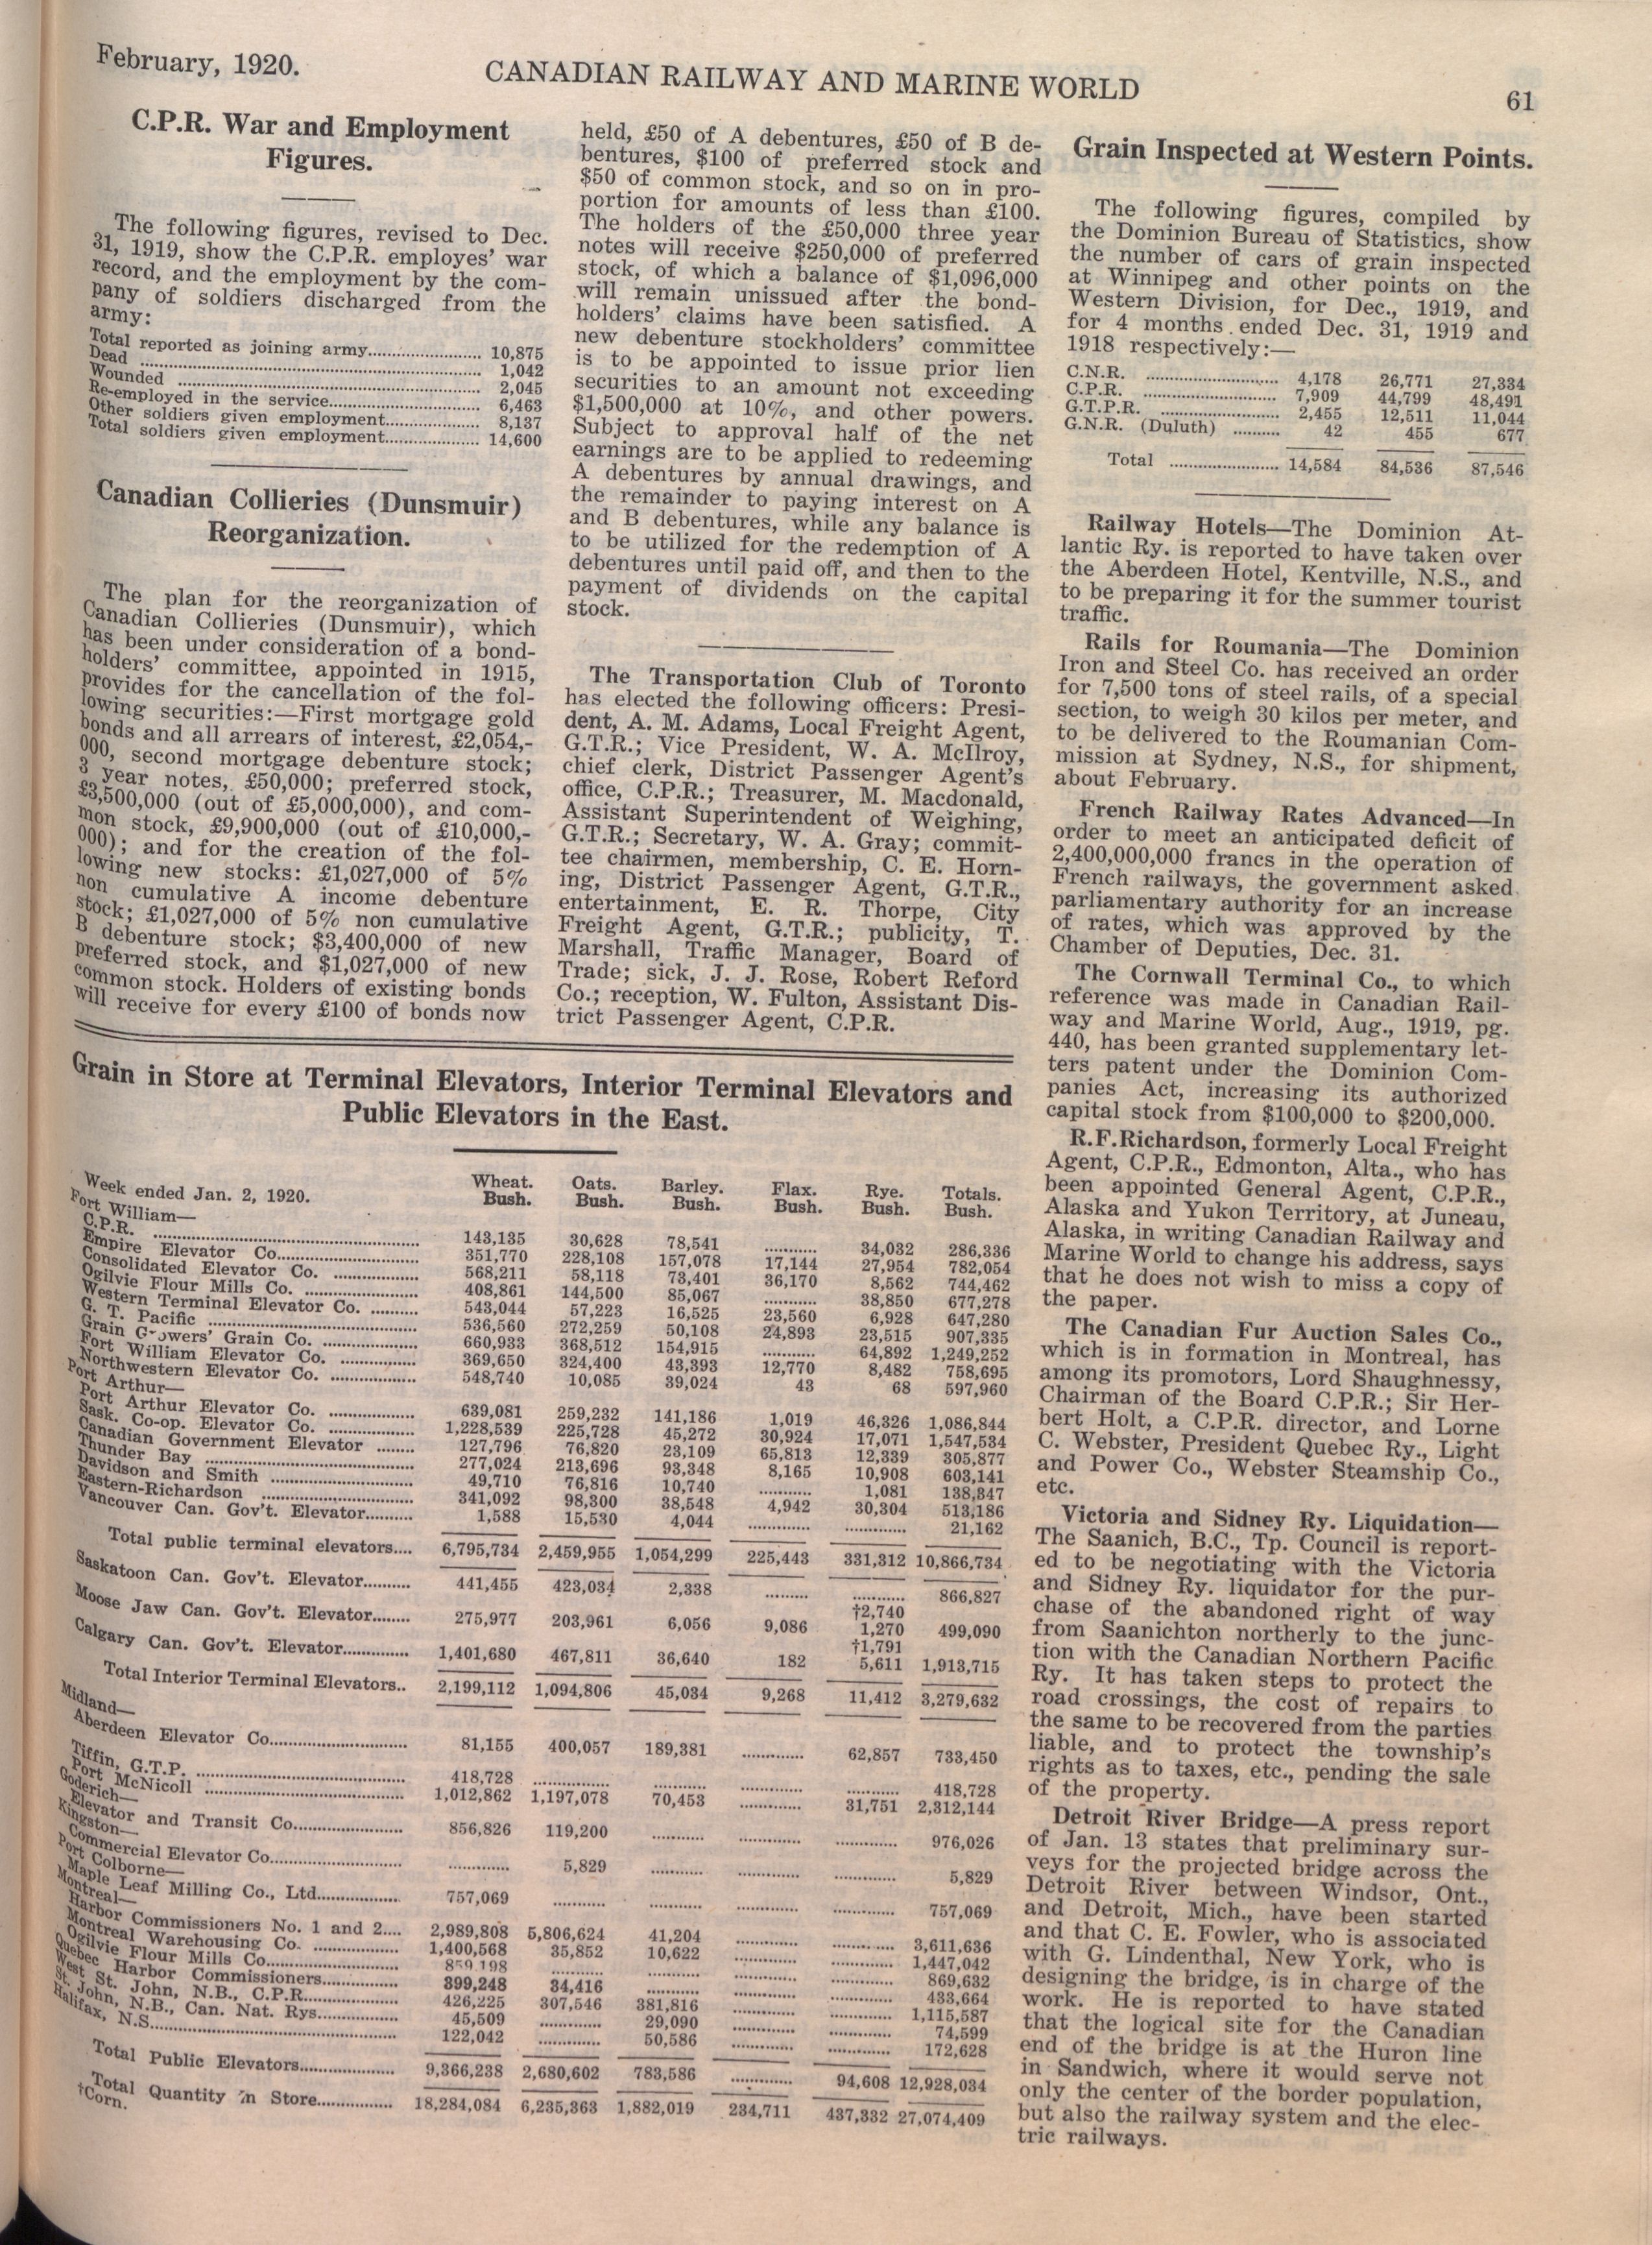 February, 1920.
CANADIAN RAILWAY AND MARINE WORLD
61
C.P.R. War and Employment
Figures.
The following figures, revised to Dec.
31, 1919, show the C.P.R. employes' war
record, and the employment by the com-
pany of soldiers discharged from the
army:
Total reported as joining army 10,875
Dead 1,042
Wounded 2,045
Re-employed in the service 6,463
Other soldiers given employment 8,137
Total soldiers given employment 14,600
Canadian Collieries (Dunsmuir)
Reorganization.
The plan for the reorganization of
Canadian Collieries (Dunsmuir), which
has been under consideration of a bond-
holders' committee, appointed in 1915,
provides for the cancellation of the fol-
lowing securities:—First mortgage gold
bonds and all arrears of interest, £2,054,-
000, second mortgage debenture stock;
3 year notes, £50,000; preferred stock,
£3,500,000 (out of £5,000,000), and com-
mon stock, £9,900,000 (out of £10,000,-
000); and for the creation of the fol-
lowing new stocks: £1,027,000 of 5%
non cumulative A income debenture
stock; £1,027,000 of 5% non cumulative
B debenture stock; $3,400,000 of new
preferred stock, and $1,027,000 of new
common stock. Holders of existing bonds
will receive for every £100 of bonds now
held, £50 of A debentures, £50 of B de-
bentures, $100 of preferred stock and
$50 of common stock, and so on in pro-
portion for amounts of less than £100.
The holders of the £50,000 three year
notes will receive $250,000 of preferred
stock, of which a balance of $1,096,000
will remain unissued after the bond-
holders' claims have been satisfied. A
new debenture stockholders' committee
is to be appointed to issue prior lien
securities to an amount not exceeding
$1,500,000 at 10%, and other powers.
Subject to approval half of the net
earnings are to be applied to redeeming
A debentures by annual drawings, and
the remainder to paying interest on A
and B debentures, while any balance is
to be utilized for the redemption of A
debentures until paid off, and then to the
payment of dividends on the capital
stock.
The Transportation Club of Toronto
has elected the following officers: Presi-
dent, A. M. Adams, Local Freight Agent,
G.T.R.; Vice President, W. A. McIlroy,
chief clerk, District Passenger Agent's
office, C.P.R.; Treasurer, M. Macdonald,
Assistant Superintendent of Weighing,
G.T.R.; Secretary, W. A. Gray; commit-
tee chairmen, membership, C. E. Horn-
ing, District Passenger Agent, G.T.R.,
entertainment, E. R. Thorpe, City
Freight Agent, G.T.R.; publicity, T.
Marshall, Traffic Manager, Board of
Trade; sick, J. J. Rose, Robert Reford
Co.; reception, W. Fulton, Assistant Dis-
trict Passenger Agent, C.P.R.
Grain in Store at Terminal Elevators, Interior Terminal Elevators and
Public Elevators in the East.
Week ended Jan. 2, 1920. Wheat. Bush. Oats. Bush. Barley. Bush. Flax. Bush. Rye. Bush. Totals. Bush.
Fort William—
C.P.R. 143,135 30,628 78,541 .......... 34,032 286,336
Empire Elevator Co. 351,770 228,108 157,078 17,144 27,954 782,054
Consolidated Elevator Co. 568,211 58,118 73,401 36,170 8,562 744,462
Ogilvie Flour Mills Co. 408,861 144,500 85,067 .......... 38,850 677,278
Western Terminal Elevator Co. 543,044 57,223 16,525 23,560 6,928 647,280
G. T. Pacific 536,560 272,259 50,108 24,893 23,515 907,335
Grain Growers' Grain Co. 660,933 368,512 154,915 .......... 64,892 1,249,252
Fort William Elevator Co. 369,650 324,400 43,393 12,770 8,482 758,695
Northwestern Elevator Co. 548,740 10,085 39,024 43 68 597,960
Port Arthur—
Port Arthur Elevator Co. 639,081 259,232 141,186 1,019 46,326 1,086,844
Sask. Co-op. Elevator Co. 1,228,539 225,728 45,272 30,924 17,071 1,547,534
Canadian Government Elevator 127,796 76,820 23,109 65,813 12,339 305,877
Thunder Bay 277,024 213,696 93,348 8,165 10,908 603,141
Davidson and Smith 49,710 76,816 10,740 .......... 1,081 138,347
Eastern-Richardson 341,092 98,300 38,548 4,942 30,304 513,186
Vancouver Can. Gov't. Elevator 1,588 15,530 4,044 .......... .......... 21,162
Total public terminal elevators 6,795,734 2,459,955 1,054,299 225,443 331,312 10,866,734
Saskatoon Can. Gov't. Elevator 441,455 423,034 2,338 .......... .......... 866,827
†2,740
Moose Jaw Can. Gov't. Elevator 275,977 203,961 6,056 9,086 1,270 499,090
†1,791
Calgary Can. Gov't. Elevator 1,401,680 467,811 36,640 182 5,611 1,913,715
Total Interior Terminal Elevators.. 2,199,112 1,094,806 45,034 9,268 11,412 3,279,632
Midland—
Aberdeen Elevator Co. 81,155 400,057 189,381 .......... 62,857 733,450
Tiffin, G.T.P. 418,728 .......... .......... .......... .......... 418,728
Port McNicoll 1,012,862 1,197,078 70,453 .......... 31,751 2,312,144
Goderich—
Elevator and Transit Co. 856,826 119,200 .......... .......... .......... 976,026
Kingston—
Commercial Elevator Co. .......... 5,829 .......... .......... .......... 5,829
Port Colborne—
Maple Leaf Milling Co., Ltd. 757,069 .......... .......... .......... .......... 757,069
Montreal—
Harbor Commissioners No. 1 and 2 2,989,808 5,806,624 41,204 .......... .......... 3,611,636
Montreal Warehousing Co. 1,400,568 35,852 10,622 .......... .......... 1,447,042
Ogilvie Flour Mills Co. .......... .......... .......... .......... 869,632
Quebec Harbor Commissioners 399,248 34,416 .......... .......... .......... 433,664
West St. John, N.B., C.P.R. 426,225 307,546 381,816 .......... .......... 1,115,587
St. John, N.B., Can. Nat. Rys. 45,509 .......... 29,090 .......... .......... 74,599
Halifax, N.S. 122,042 .......... 50,586 .......... .......... 172,628
Total Public Elevators 9,366,238 2,680,602 783,586 .......... 94,608 12,928,034
Total Quantity in Store 18,284,084 6,235,363 1,882,019 234,711 437,332 27,074,409
†Corn.
Grain Inspected at Western Points.
The following figures, compiled by
the Dominion Bureau of Statistics, show
the number of cars of grain inspected
at Winnipeg and other points on the
Western Division, for Dec., 1919, and
for 4 months ended Dec. 31, 1919 and
1918 respectively:—
C.N.R. 4,178 26,771 27,334
C.P.R. 7,909 44,799 48,491
G.T.P.R. 2,455 12,511 11,044
G.N.R. (Duluth) 42 455 677
Total 14,584 84,536 87,546
Railway Hotels—The Dominion At-
lantic Ry. is reported to have taken over
the Aberdeen Hotel, Kentville, N.S., and
to be preparing it for the summer tourist
traffic.
Rails for Roumania—The Dominion
Iron and Steel Co. has received an order
for 7,500 tons of steel rails, of a special
section, to weigh 30 kilos per meter, and
to be delivered to the Roumanian Com-
mission at Sydney, N.S., for shipment,
about February.
French Railway Rates Advanced—In
order to meet an anticipated deficit of
2,400,000,000 francs in the operation of
French railways, the government asked
parliamentary authority for an increase
of rates, which was approved by the
Chamber of Deputies, Dec. 31.
The Cornwall Terminal Co., to which
reference was made in Canadian Rail-
way and Marine World, Aug., 1919, pg.
440, has been granted supplementary let-
ters patent under the Dominion Com-
panies Act, increasing its authorized
capital stock from $100,000 to $200,000.
R.F.Richardson, formerly Local Freight
Agent, C.P.R., Edmonton, Alta., who has
been appointed General Agent, C.P.R.,
Alaska and Yukon Territory, at Juneau,
Alaska, in writing Canadian Railway and
Marine World to change his address, says
that he does not wish to miss a copy of
the paper.
The Canadian Fur Auction Sales Co.,
which is in formation in Montreal, has
among its promotors, Lord Shaughnessy,
Chairman of the Board C.P.R.; Sir Her-
bert Holt, a C.P.R. director, and Lorne
C. Webster, President Quebec Ry., Light
and Power Co., Webster Steamship Co.,
etc.
Victoria and Sidney Ry. Liquidation—
The Saanich, B.C., Tp. Council is report-
ed to be negotiating with the Victoria
and Sidney Ry. liquidator for the pur-
chase of the abandoned right of way
from Saanichton northerly to the junc-
tion with the Canadian Northern Pacific
Ry. It has taken steps to protect the
road crossings, the cost of repairs to
the same to be recovered from the parties
liable, and to protect the township's
rights as to taxes, etc., pending the sale
of the property.
Detroit River Bridge—A press report
of Jan. 13 states that preliminary sur-
veys for the projected bridge across the
Detroit River between Windsor, Ont.,
and Detroit, Mich., have been started
and that C. E. Fowler, who is associated
with G. Lindenthal, New York, who is
designing the bridge, is in charge of the
work. He is reported to have stated
that the logical site for the Canadian
end of the bridge is at the Huron line
in Sandwich, where it would serve not
only the center of the border population,
but also the railway system and the elec-
tric railways.